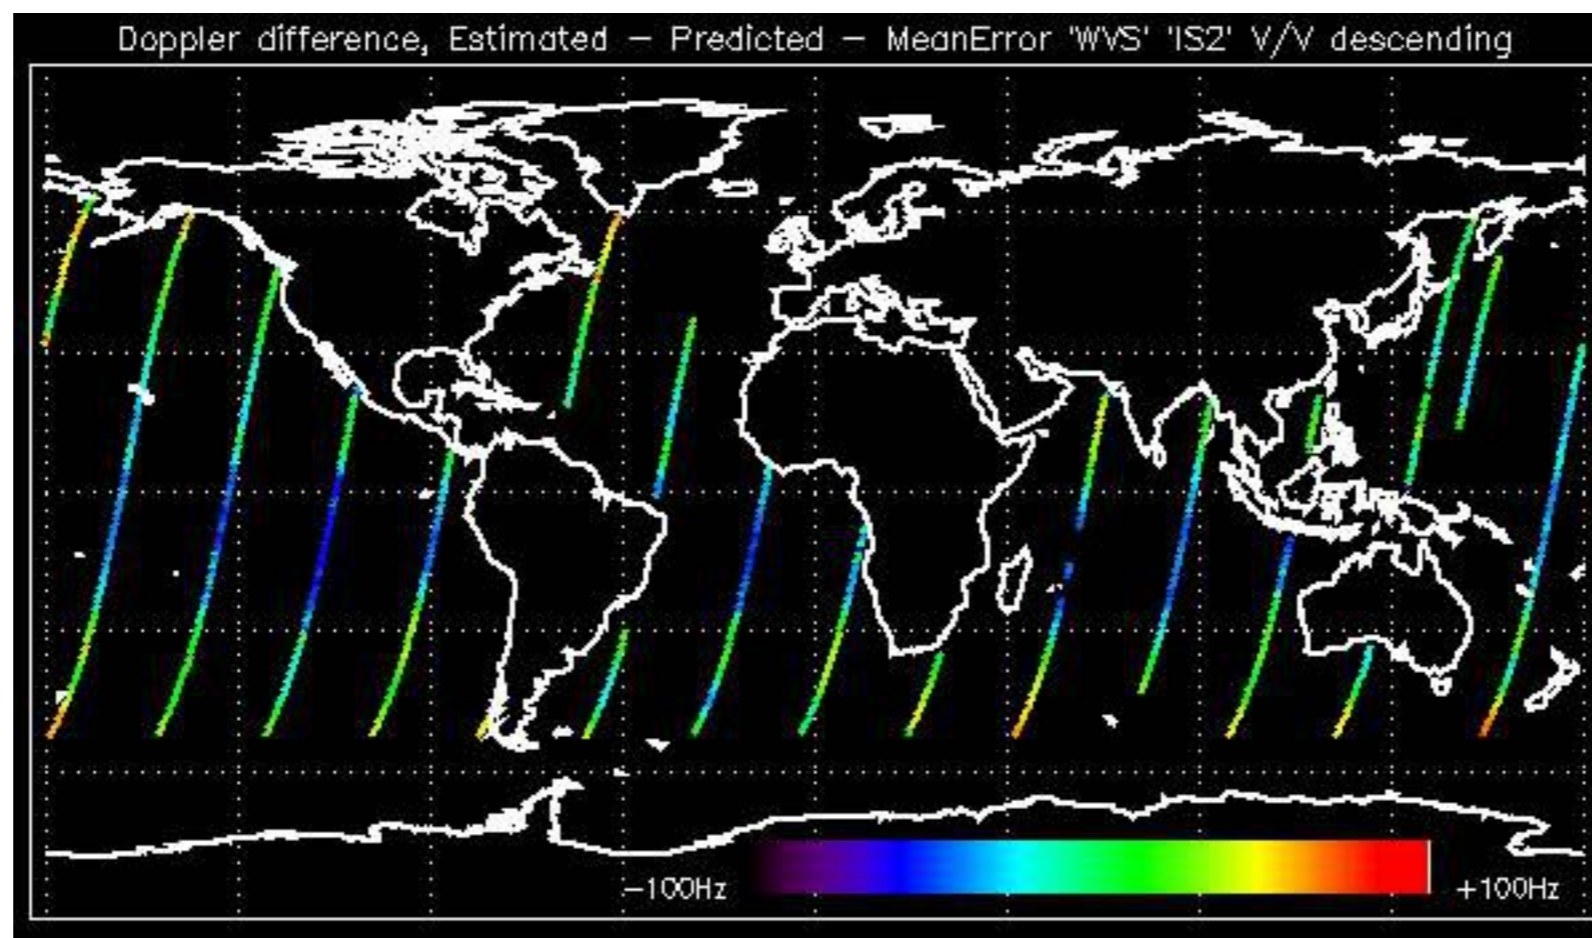 Doppler difference, Estimated − Predicted − MeanError 'WVS' 'IS2' V/V descending
−100Hz +100Hz